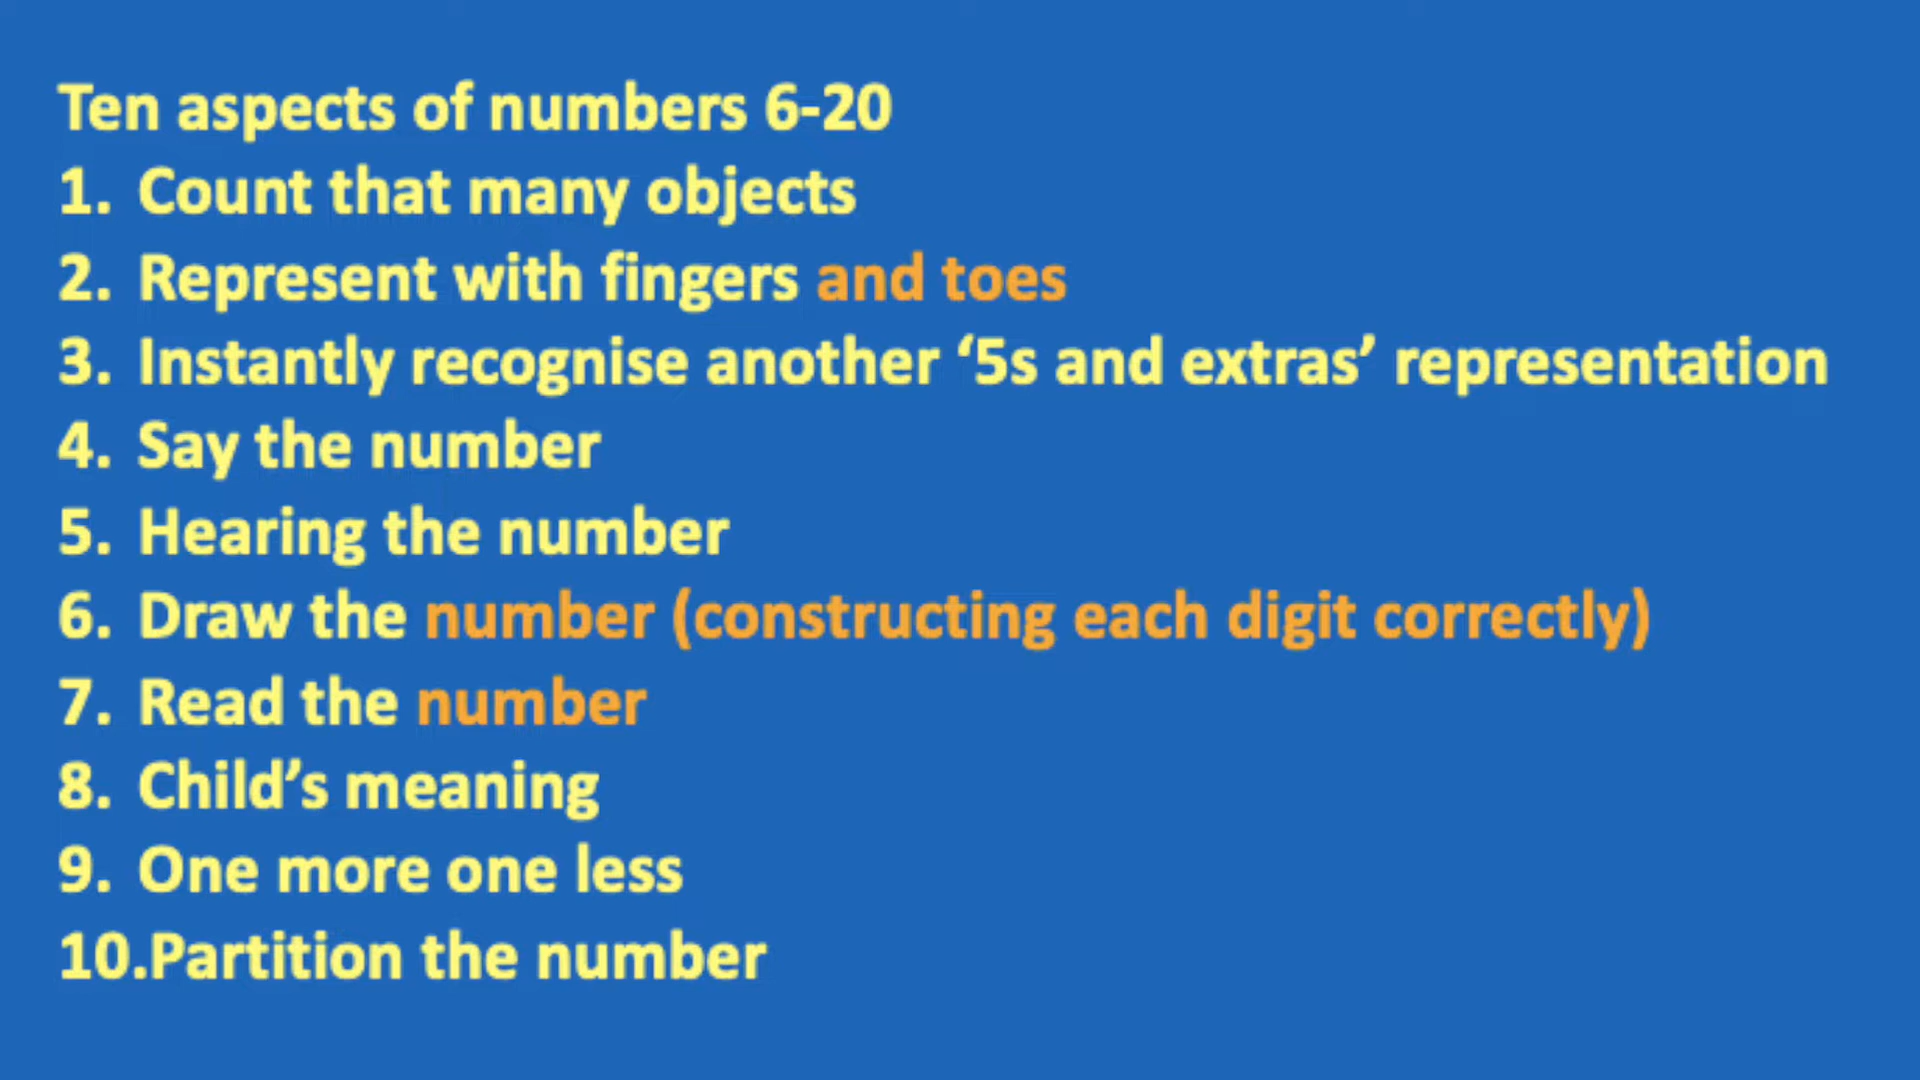 Ten aspects of numbers 6-20
1. Count that many objects
2. Represent with fingers and toes
3. Instantly recognise another ‘5s and extras’ representation
4. Say the number
5. Hearing the number
6. Draw the number (constructing each digit correctly)
7. Read the number
8. Child’s meaning
9. One more one less
10.Partition the number